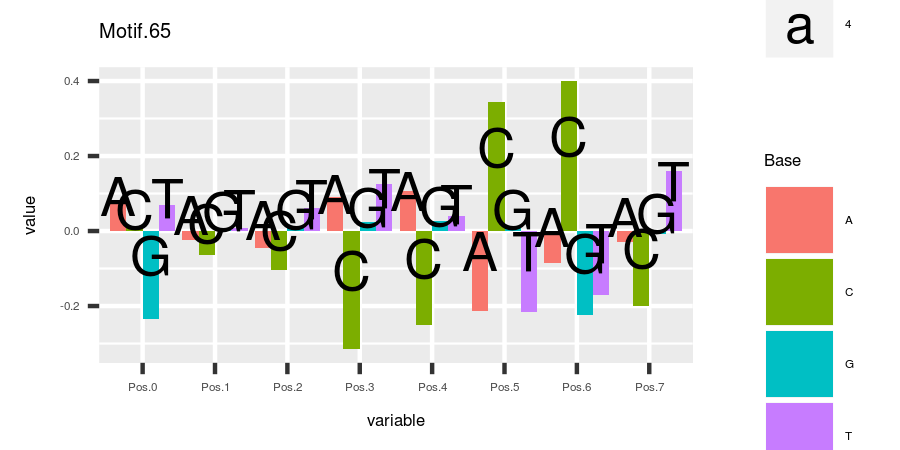 Motif.65
a 4
value
0.4
0.2
0.0
-0.2
A C G T A C G T A C G T A C G T A C G T A C G T A C G T A C G T
Pos.0 Pos.1 Pos.2 Pos.3 Pos.4 Pos.5 Pos.6 Pos.7
variable
Base
A
C
G
T